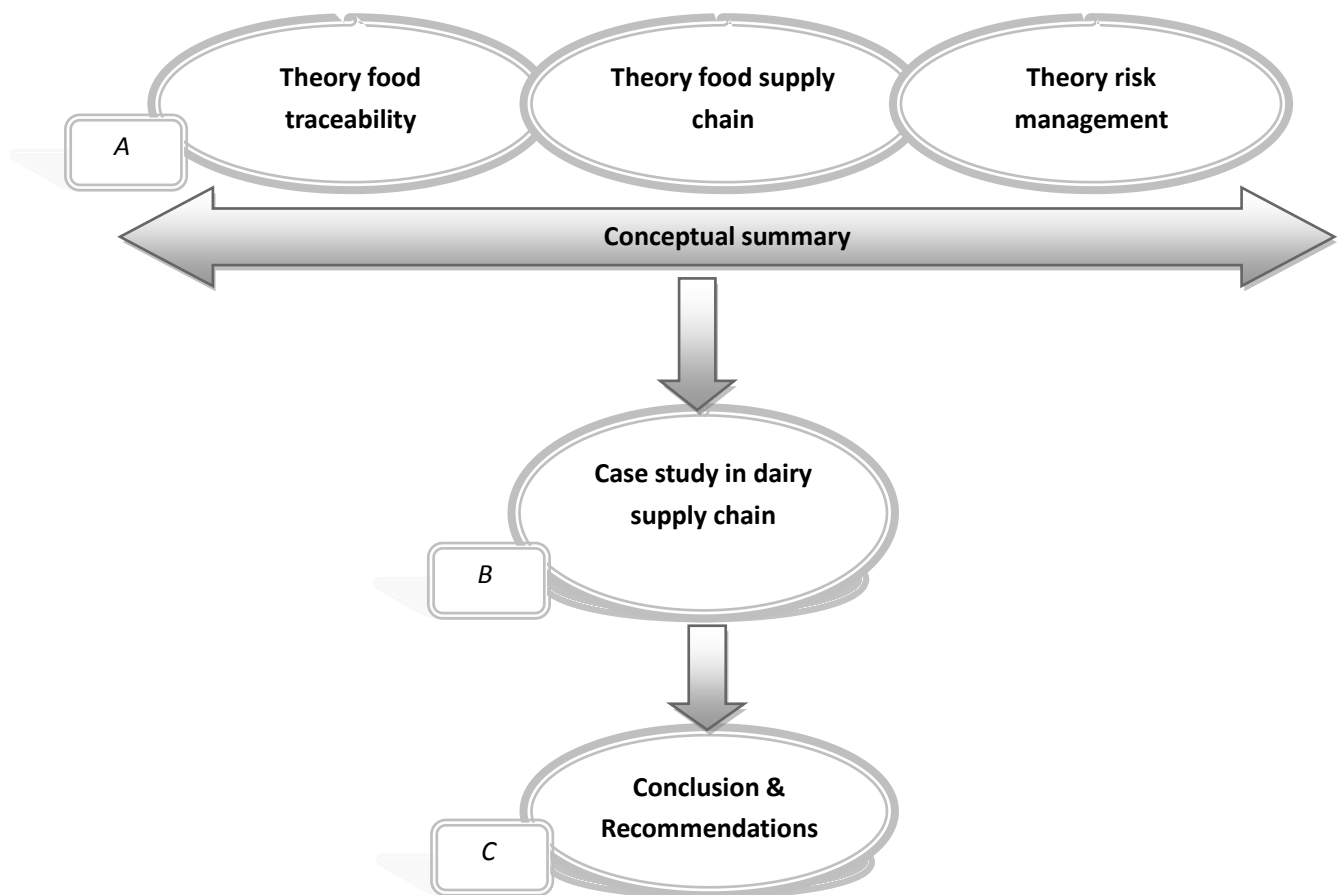 Theory food
traceability
Theory food supply
chain
Theory risk
management
A
Conceptual summary
Case study in dairy
supply chain
B
Conclusion &
Recommendations
C